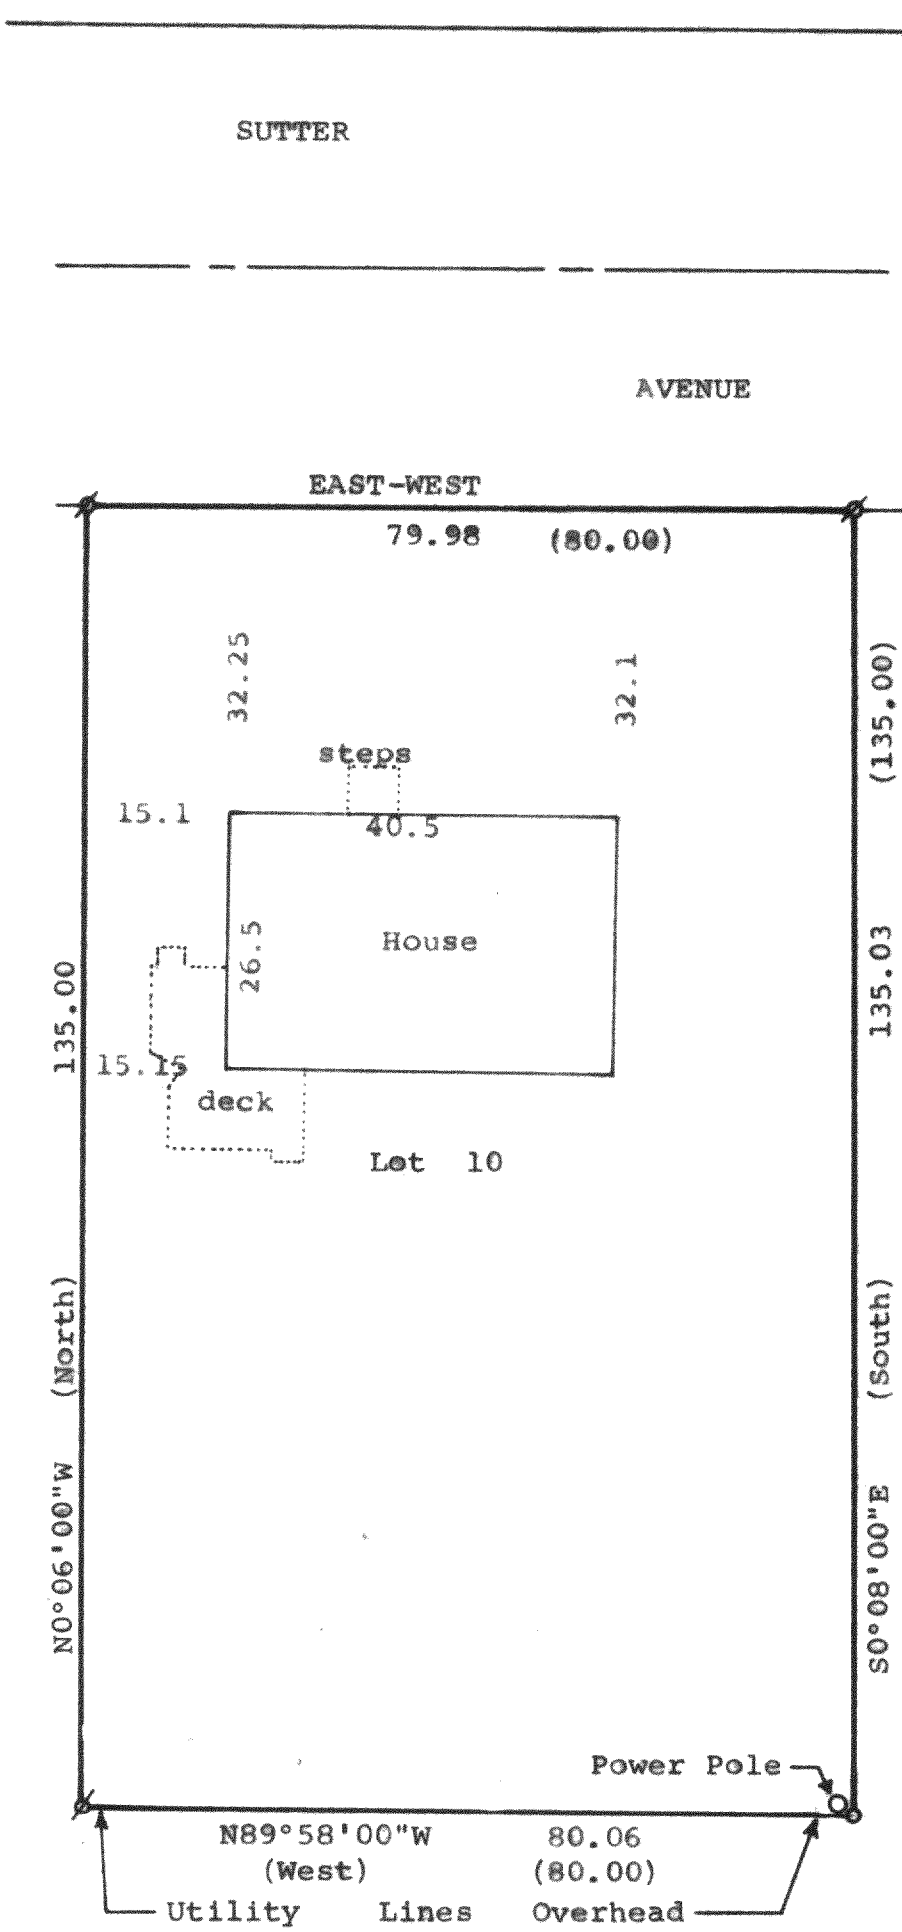 SUTTER
AVENUE
EAST-WEST
79.98 (80.00)
32.25
32.1
(135.00)
steps
15.1
40.5
26.5
House
135.00
135.03
15.15
deck
Lot 10
(North)
(South)
N0°06'00"W
S0°08'00"E
Power Pole
N89°58'00"W 80.06
(West) (80.00)
Utility Lines Overhead